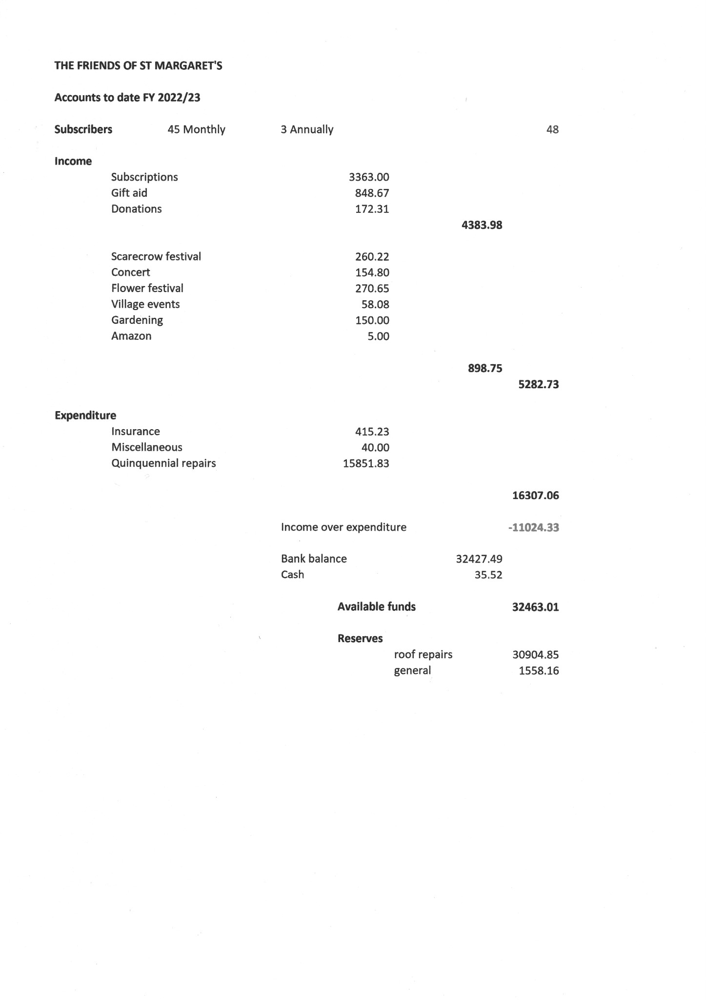 THE FRIENDS OF ST MARGARET'S
Accounts to date FY 2022/23
Subscribers 45 Monthly 3 Annually 48
Income
Subscriptions 3363.00
Gift aid 848.67
Donations 172.31
4383.98
Scarecrow festival 260.22
Concert 154.80
Flower festival 270.65
Village events 58.08
Gardening 150.00
Amazon 5.00
898.75
5282.73
Expenditure
Insurance 415.23
Miscellaneous 40.00
Quinquennial repairs 15851.83
16307.06
Income over expenditure -11024.33
Bank balance 32427.49
Cash 35.52
Available funds 32463.01
Reserves
roof repairs 30904.85
general 1558.16